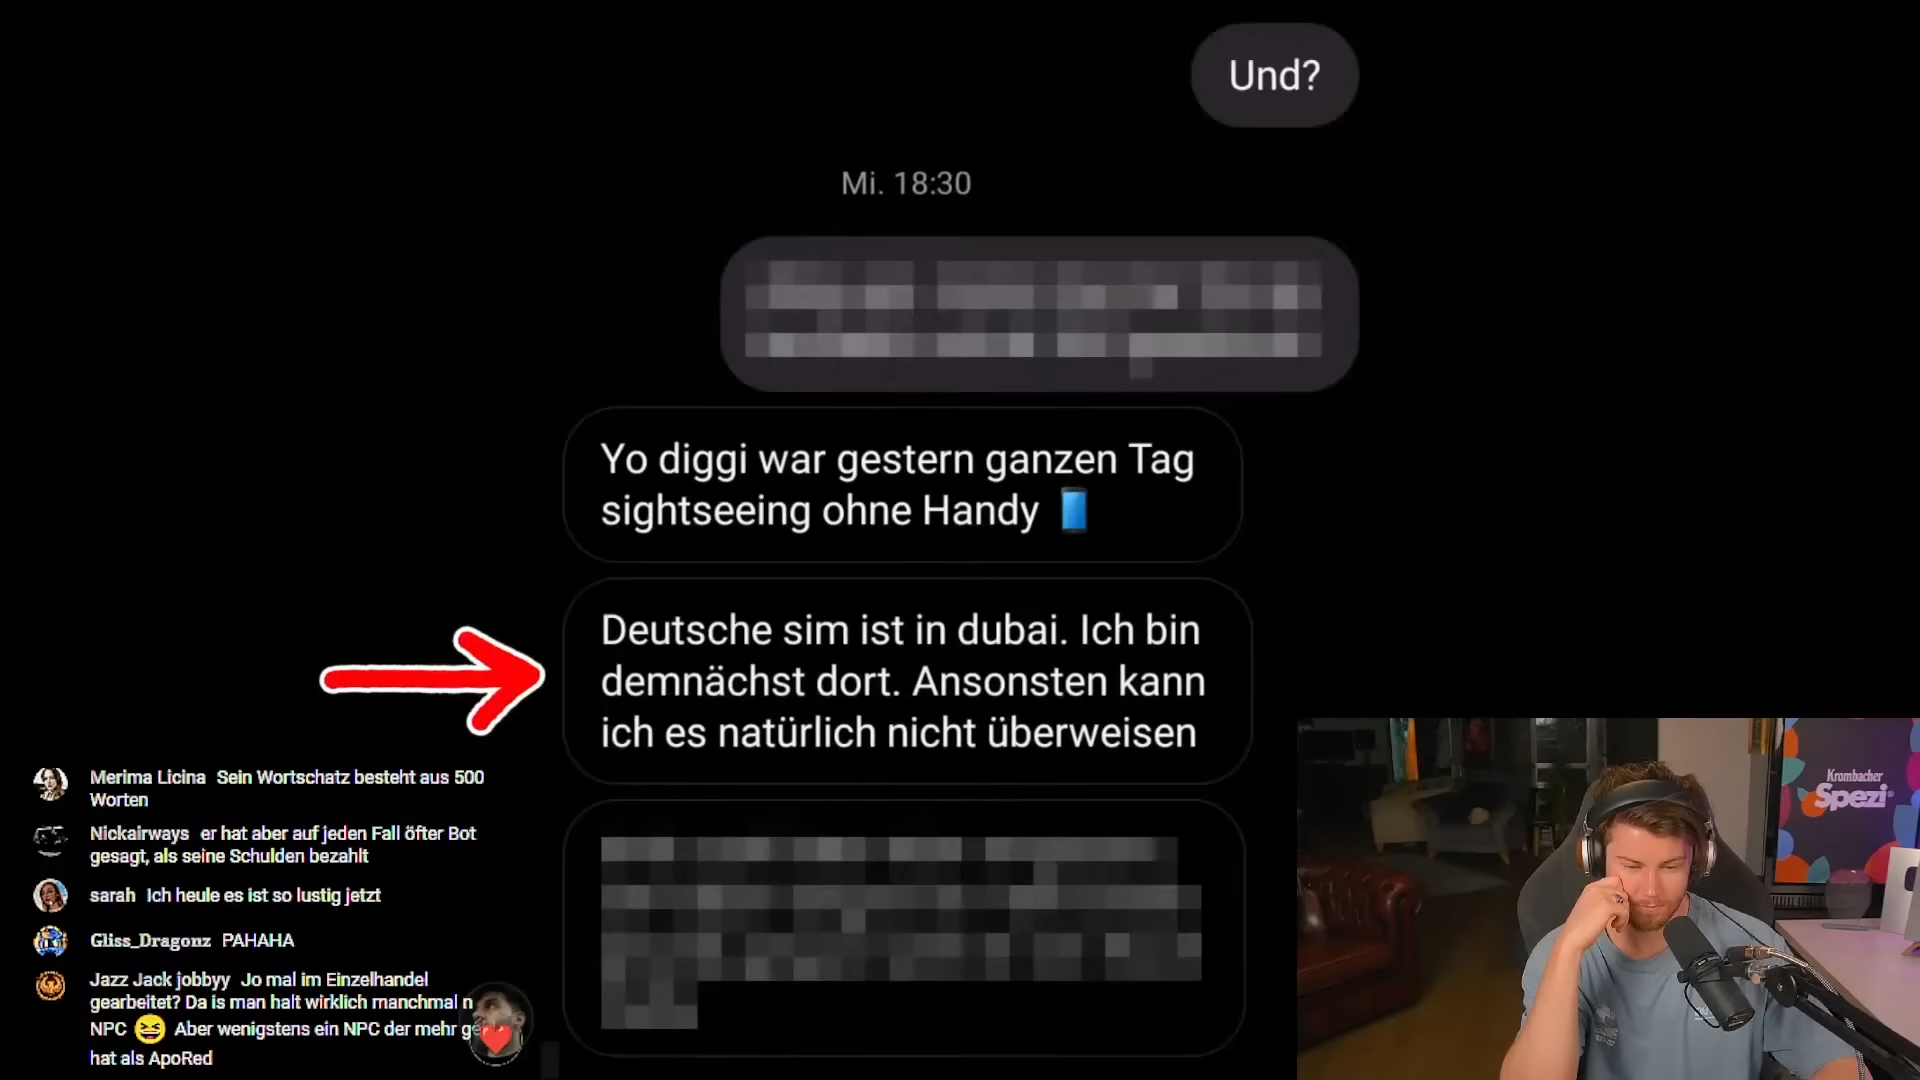 Und?
Mi. 18:30
Yo diggi war gestern ganzen Tag
sightseeing ohne Handy 📱
Deutsche sim ist in dubai. Ich bin
demnächst dort. Ansonsten kann
ich es natürlich nicht überweisen
Merima Licina Sein Wortschatz besteht aus 500
Worten
Nickairways er hat aber auf jeden Fall öfter Bot
gesagt, als seine Schulden bezahlt
sarah Ich heule es ist so lustig jetzt
Gliss_Dragonz PAHAHA
Jazz Jack jobbyy Jo mal im Einzelhandel
gearbeitet? Da is man halt wirklich manchmal n
NPC 😆 Aber wenigstens ein NPC der mehr
hat als ApoRed
Krombacher
Spezi